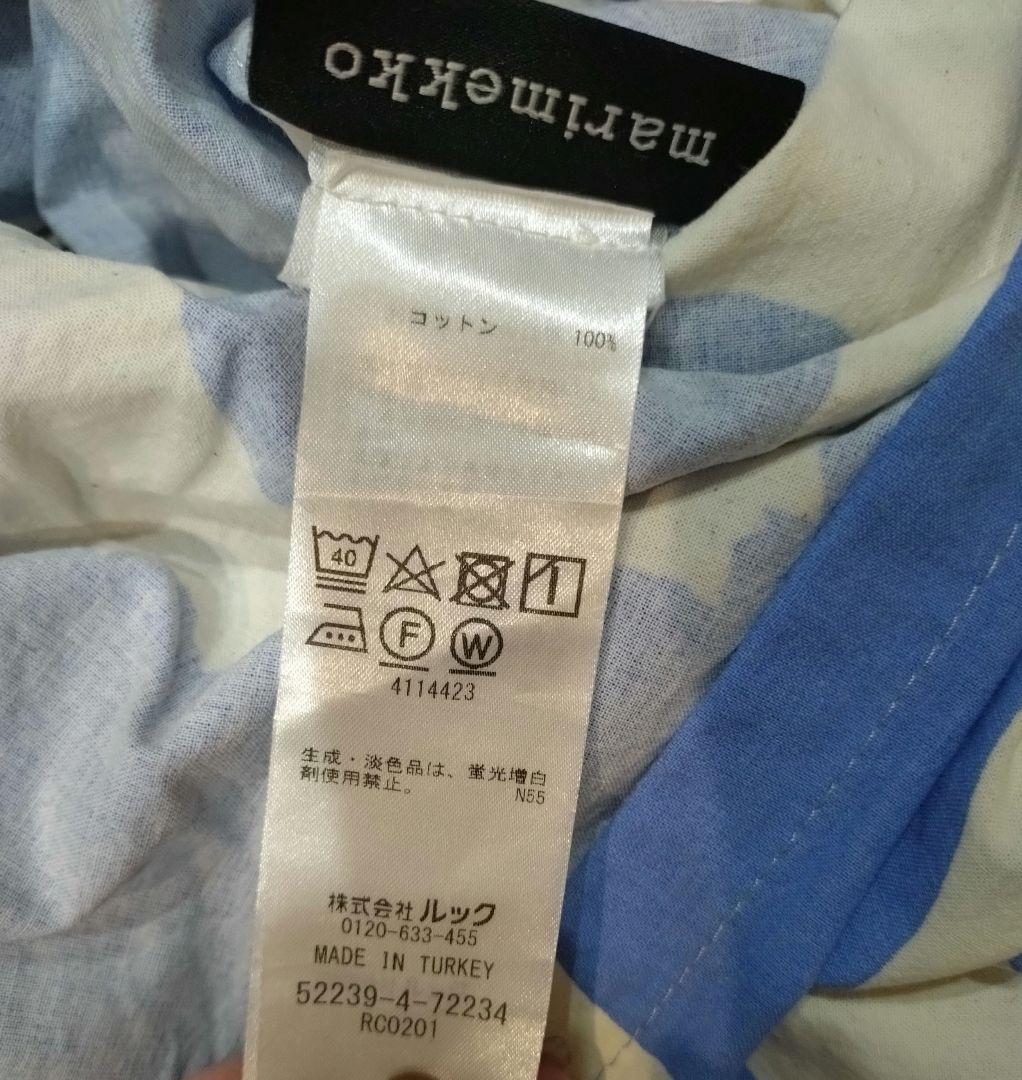 marimekko
コットン 100%
40
F W
4114423
生成・淡色品は、蛍光増白
剤使用禁止。 N55
株式会社 ルック
0120-633-455
MADE IN TURKEY
52239-4-72234
RC0201